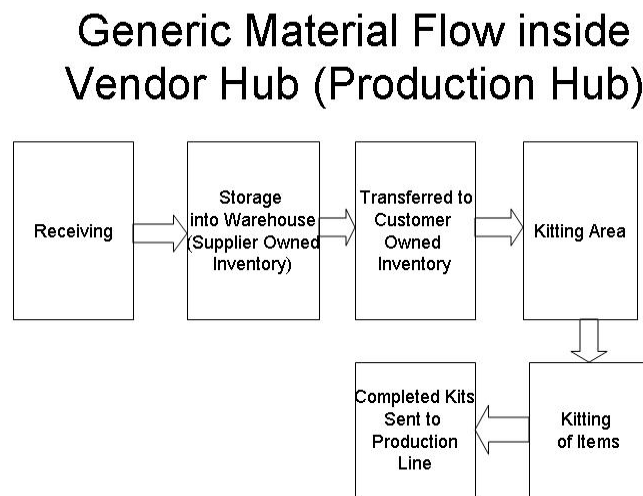 Generic Material Flow inside
Vendor Hub (Production Hub)
Receiving
Storage
into Warehouse
(Supplier Owned
Inventory)
Transferred to
Customer
Owned
Inventory
Kitting Area
Kitting
of Items
Completed Kits
Sent to
Production
Line